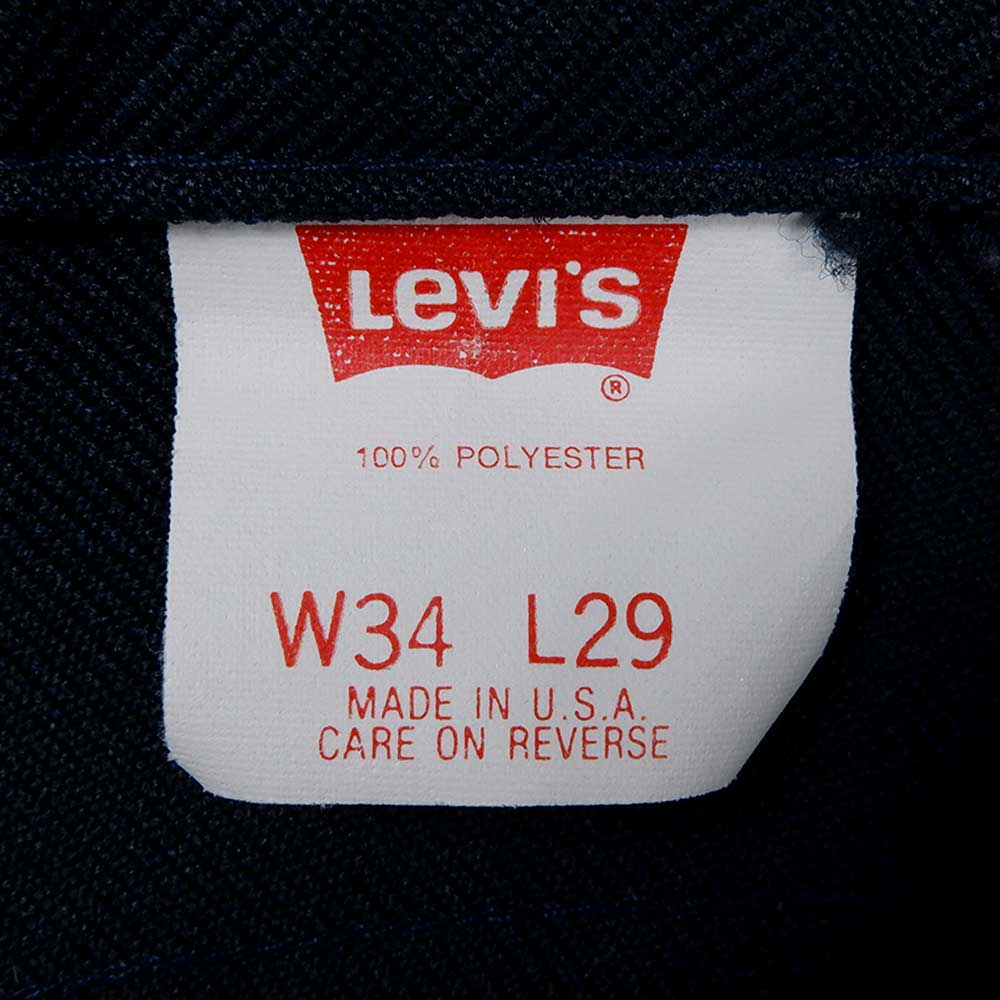 LeVI'S
®
100% POLYESTER
W34 L29
MADE IN U.S.A.
CARE ON REVERSE